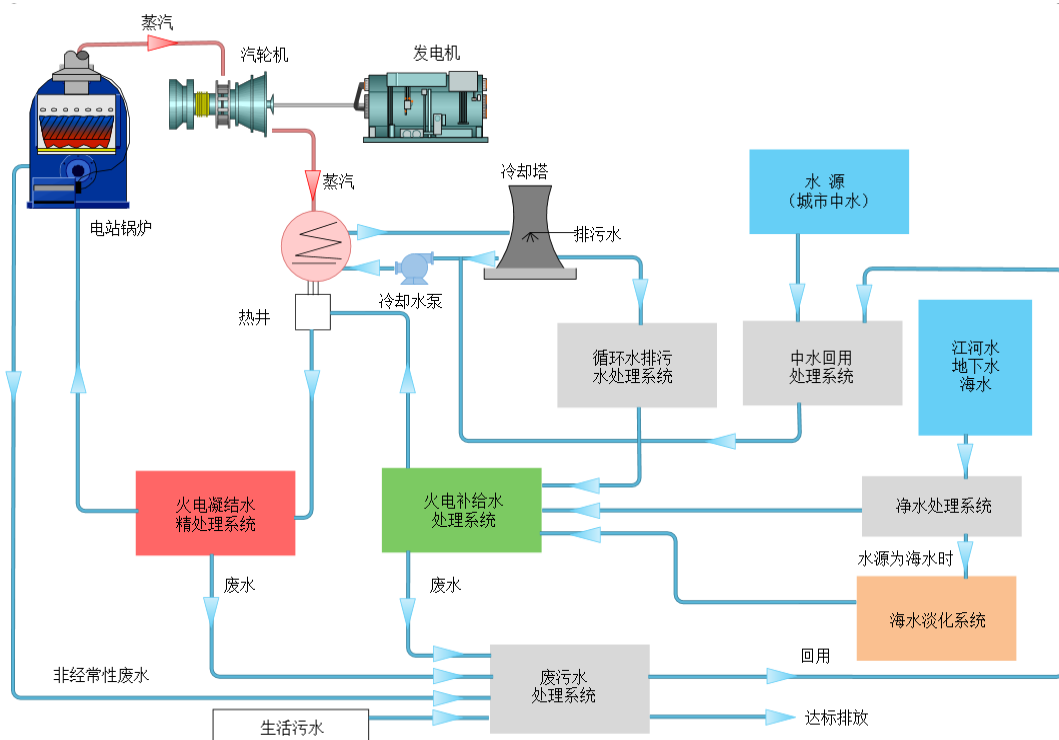 蒸汽
汽轮机
发电机
蒸汽
冷却塔
水 源
（城市中水）
排污水
电站锅炉
冷却水泵
热井
循环水排污
水处理系统
中水回用
处理系统
江河水
地下水
海水
火电凝结水
精处理系统
火电补给水
处理系统
净水处理系统
水源为海水时
废水
废水
海水淡化系统
非经常性废水
废污水
处理系统
回用
生活污水
达标排放